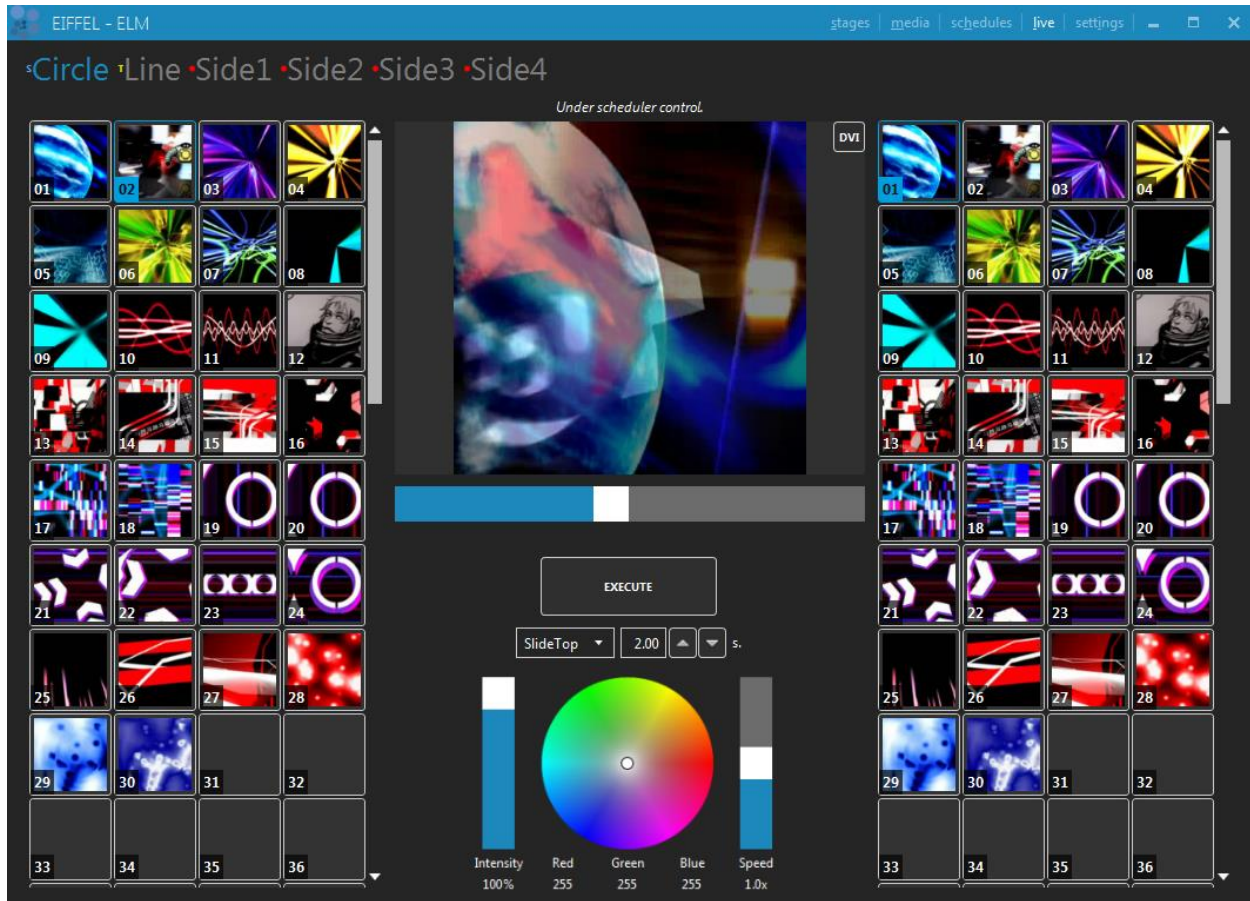 EIFFEL - ELM
stages | media | schedules | live | settings
S Circle T Line Side1 Side2 Side3 Side4
Under scheduler control.
DVI
01 02 03 04
05 06 07 08
09 10 11 12
13 14 15 16
17 18 19 20
21 22 23 24
25 26 27 28
29 30 31 32
33 34 35 36
EXECUTE
SlideTop 2.00 s.
Intensity Red Green Blue Speed
100% 255 255 255 1.0x
01 02 03 04
05 06 07 08
09 10 11 12
13 14 15 16
17 18 19 20
21 22 23 24
25 26 27 28
29 30 31 32
33 34 35 36